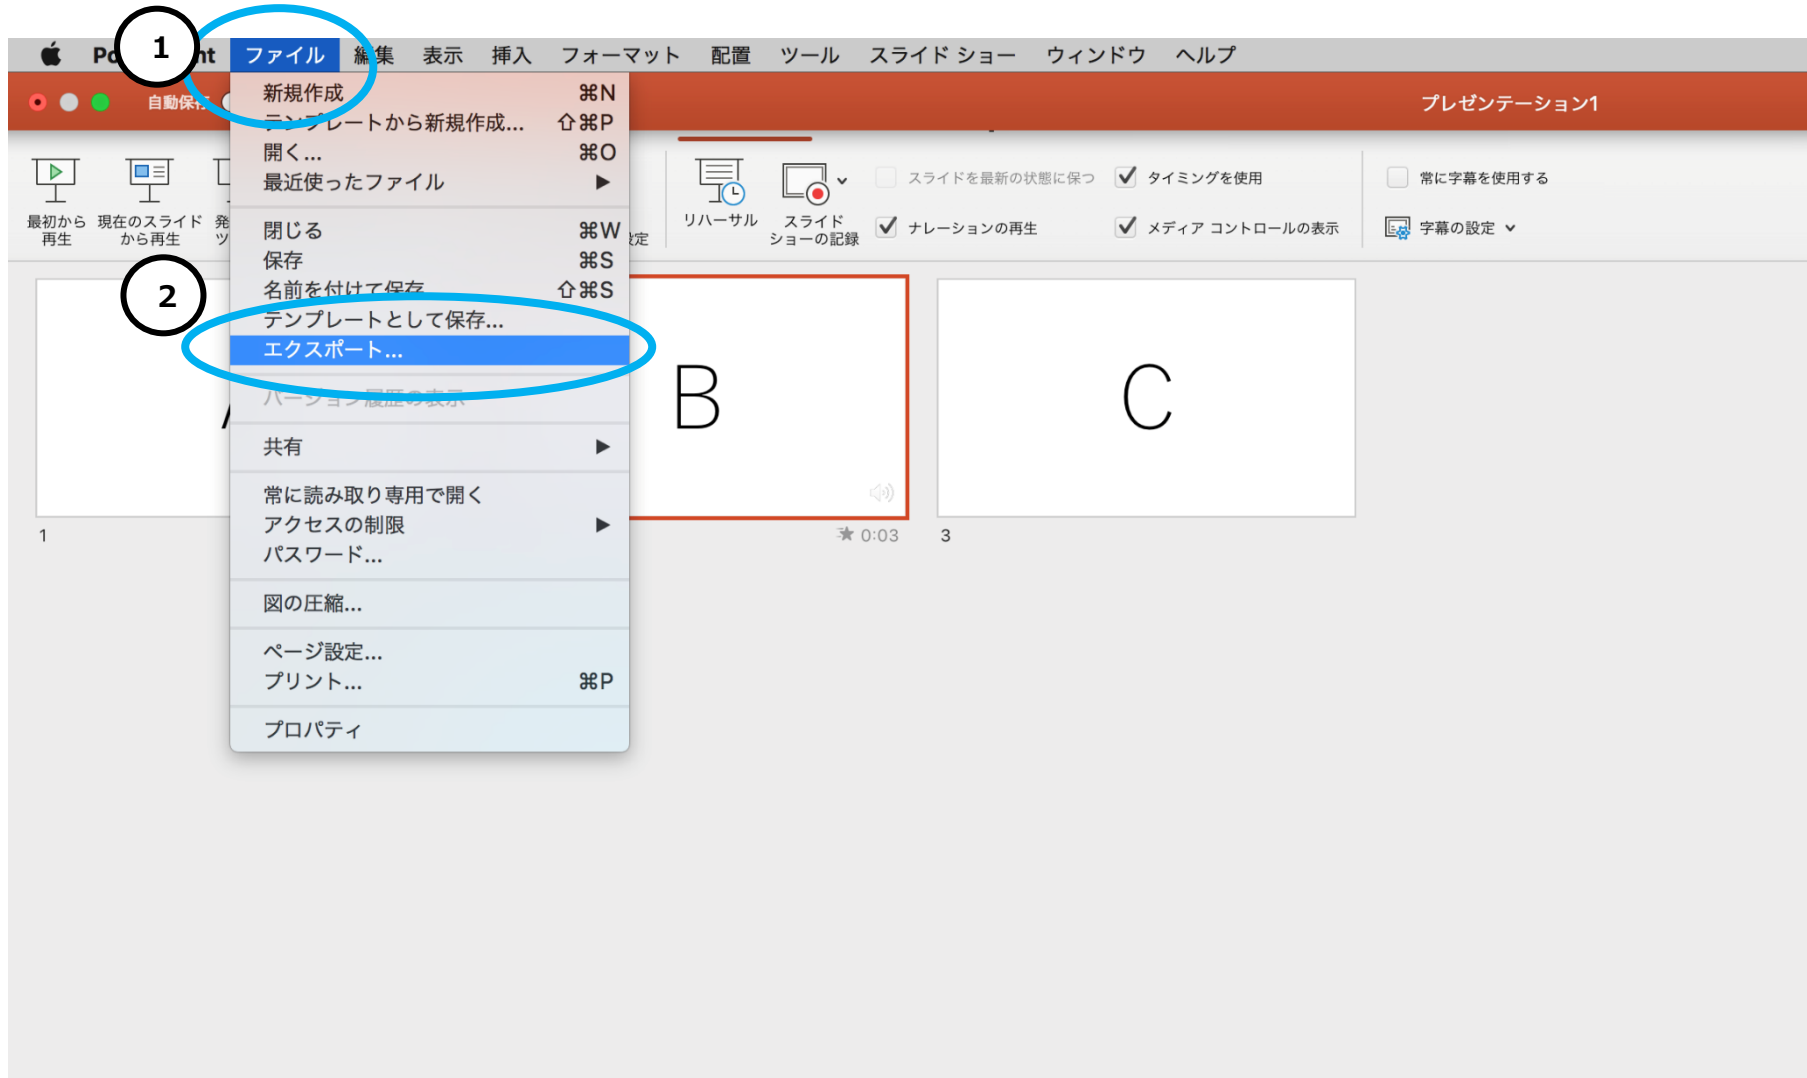 1
ファイル 編集 表示 挿入 フォーマット 配置 ツール スライド ショー ウィンドウ ヘルプ
自動保存
プレゼンテーション1
新規作成 ⌘N
テンプレートから新規作成... ⇧⌘P
開く... ⌘O
最近使ったファイル ▶
閉じる ⌘W
保存 ⌘S
名前を付けて保存 ⇧⌘S
テンプレートとして保存...
エクスポート...
バージョン履歴の表示
共有 ▶
常に読み取り専用で開く
アクセスの制限 ▶
パスワード...
図の圧縮...
ページ設定...
プリント... ⌘P
プロパティ
最初から
再生
現在のスライド
から再生
リハーサル
スライド
ショーの記録
スライドを最新の状態に保つ
タイミングを使用
ナレーションの再生
メディア コントロールの表示
常に字幕を使用する
字幕の設定
2
B
C
1
0:03
3